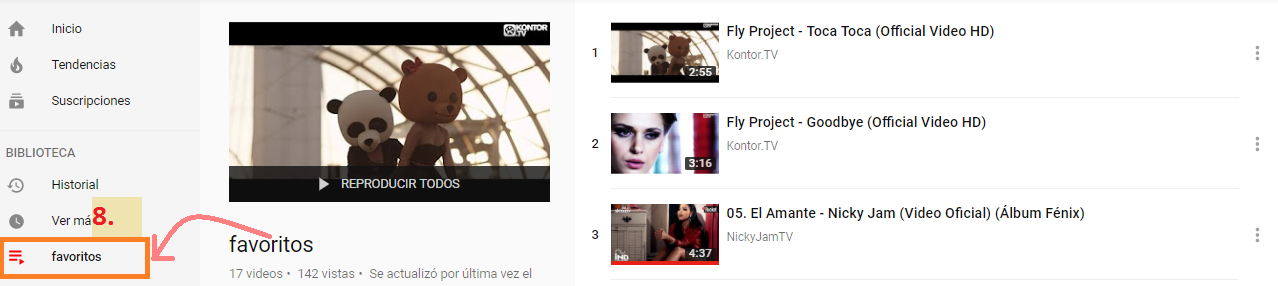 Inicio
Tendencias
Suscripciones
BIBLIOTECA
Historial
Ver má
8.
favoritos
KONTOR
.TV
REPRODUCIR TODOS
favoritos
17 videos • 142 vistas • Se actualizó por última vez el
1
2:55
Fly Project - Toca Toca (Official Video HD)
Kontor.TV
2
3:16
Fly Project - Goodbye (Official Video HD)
Kontor.TV
3
IND
4:37
05. El Amante - Nicky Jam (Video Oficial) (Álbum Fénix)
NickyJamTV